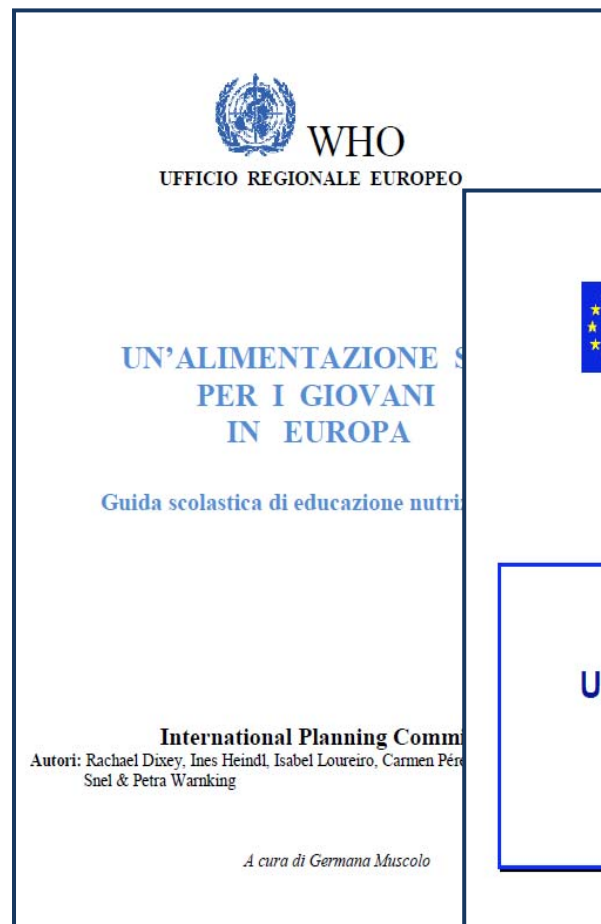 WHO
UFFICIO REGIONALE EUROPEO
UN'ALIMENTAZIONE
PER I GIOVANI
IN EUROPA
Guida scolastica di educazione
International Planning
Autori: Rachael Dixey, Ines Heindl, Isabel Loureiro, Carmen
Snel & Petra Warnking
A cura di Germana Muscolo
U